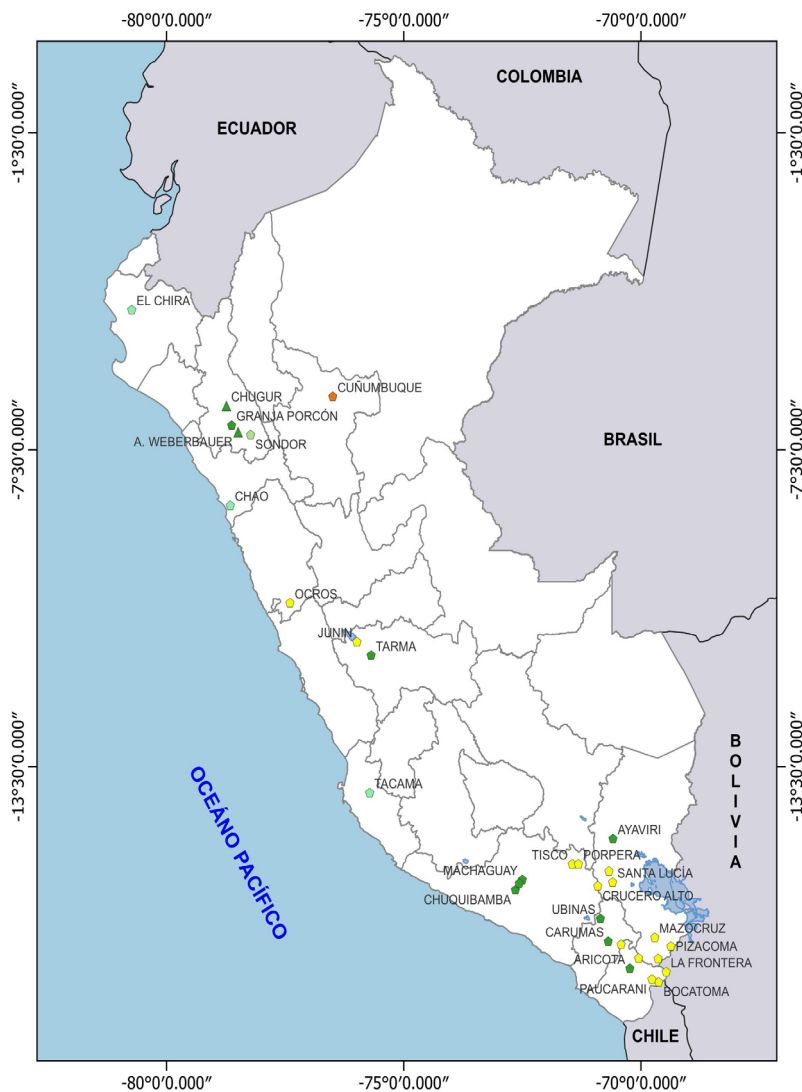 -80°0′0.000″
-75°0′0.000″
-70°0′0.000″
COLOMBIA
ECUADOR
-1°30′0.000″
-1°30′0.000″
EL CHIRA
CUÑUMBUQUE
CHUGUR
GRANJA PORCÓN
A. WEBERBAUER
SONDOR
BRASIL
-7°30′0.000″
-7°30′0.000″
CHAO
OCROS
JUNIN
TARMA
-13°30′0.000″
-13°30′0.000″
OCEÁNO PACÍFICO
BOLIVIA
TACAMA
AYAVIRI
TISCO
PORPERA
MACHAGUAY
SANTA LUCÍA
CHUQUIBAMBA
CRUCERO ALTO
UBINAS
CARUMAS
MAZOCRUZ
PIZACOMA
ARICOTA
LA FRONTERA
PAUCARANI
BOCATOMA
CHILE
-80°0′0.000″
-75°0′0.000″
-70°0′0.000″